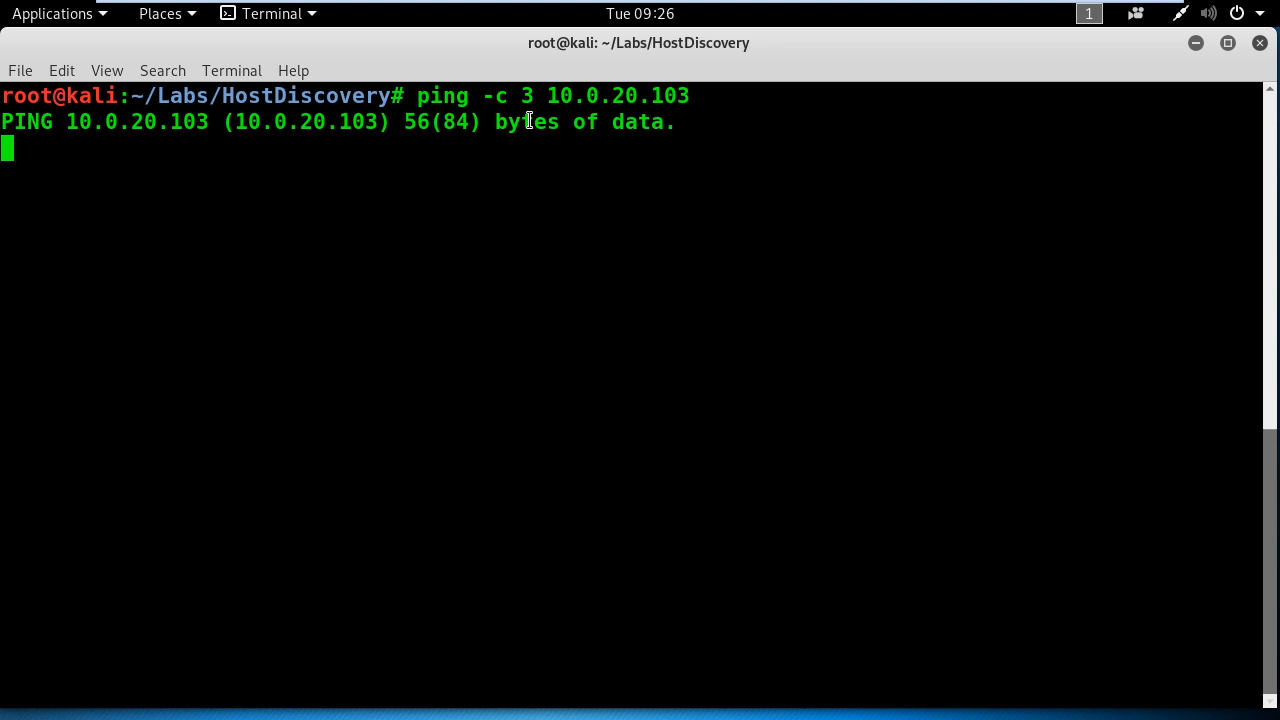 Applications Places Terminal Tue 09:26 1
root@kali: ~/Labs/HostDiscovery
File Edit View Search Terminal Help
root@kali:~/Labs/HostDiscovery# ping -c 3 10.0.20.103
PING 10.0.20.103 (10.0.20.103) 56(84) bytes of data.